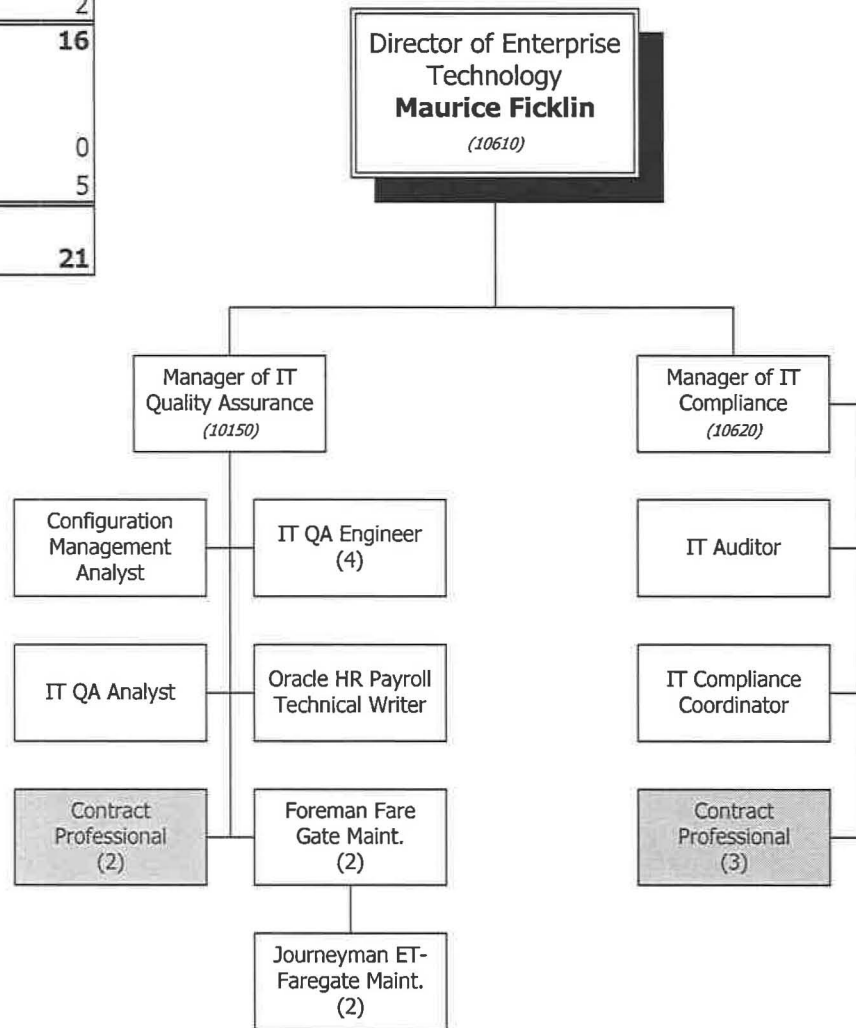 2
16
0
5
21
Director of Enterprise
Technology
Maurice Ficklin
(10610)
Manager of IT
Quality Assurance
(10150)
Manager of IT
Compliance
(10620)
Configuration
Management
Analyst
IT QA Engineer
(4)
IT Auditor
IT QA Analyst
Oracle HR Payroll
Technical Writer
IT Compliance
Coordinator
Contract
Professional
(2)
Foreman Fare
Gate Maint.
(2)
Contract
Professional
(3)
Journeyman ET-
Faregate Maint.
(2)